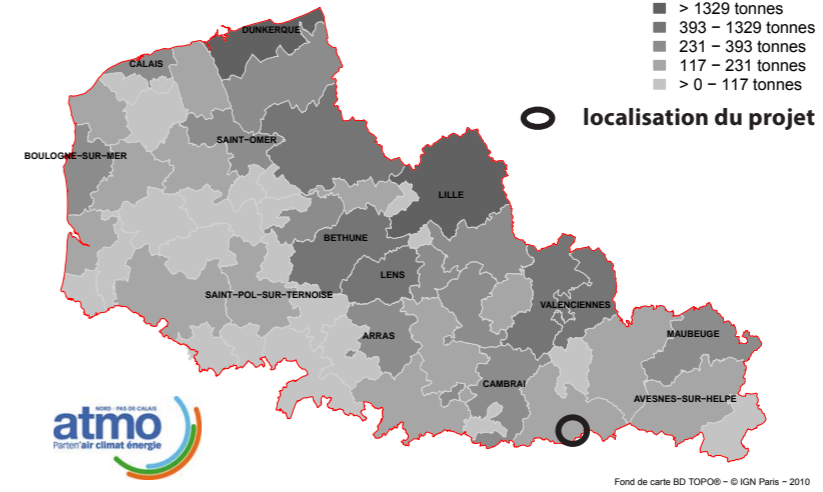 > 1329 tonnes
393 − 1329 tonnes
231 − 393 tonnes
117 − 231 tonnes
> 0 − 117 tonnes
localisation du projet
DUNKERQUE
CALAIS
SAINT−OMER
BOULOGNE−SUR−MER
LILLE
BETHUNE
LENS
SAINT−POL−SUR−TERNOISE
VALENCIENNES
ARRAS
MAUBEUGE
CAMBRAI
AVESNES−SUR−HELPE
NORD - PAS DE CALAIS
atmo
Parten'air climat énergie
Fond de carte BD TOPO® − © IGN Paris − 2010